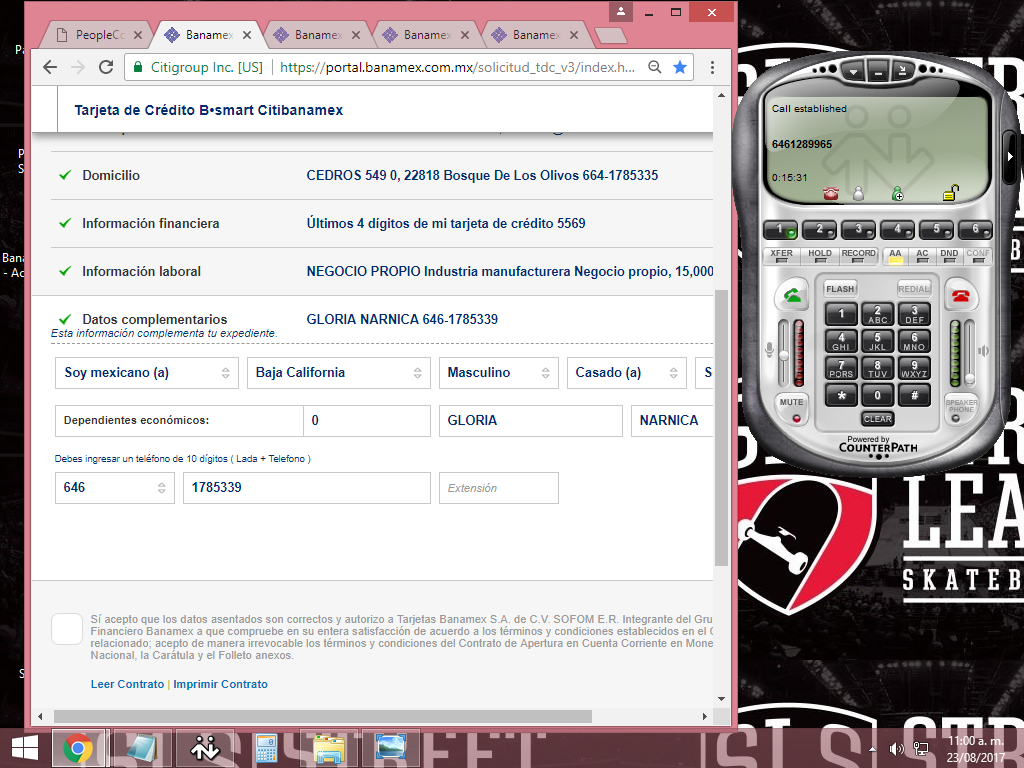 PeopleCo
Banamex
Banamex
Banamex
Banamex
Citigroup Inc. [US]
https://portal.banamex.com.mx/solicitud_tdc_v3/index.h...
Tarjeta de Crédito B•smart Citibanamex
Domicilio
CEDROS 549 0, 22818 Bosque De Los Olivos 664-1785335
Información financiera
Últimos 4 dígitos de mi tarjeta de crédito 5569
Información laboral
NEGOCIO PROPIO Industria manufacturera Negocio propio, 15,000
Datos complementarios
GLORIA NARNICA 646-1785339
Esta información complementa tu expediente.
Soy mexicano (a)
Baja California
Masculino
Casado (a)
S
Dependientes económicos:
0
GLORIA
NARNICA
Debes ingresar un teléfono de 10 dígitos ( Lada + Telefono )
646
1785339
Extensión
Sí acepto que los datos asentados son correctos y autorizo a Tarjetas Banamex S.A. de C.V. SOFOM E.R. Integrante del Gru
Financiero Banamex a que compruebe en su entera satisfacción de acuerdo a los términos y condiciones establecidos en el C
relacionado; acepto de manera irrevocable los términos y condiciones del Contrato de Apertura en Cuenta Corriente en Mone
Nacional, la Carátula y el Folleto anexos.
Leer Contrato | Imprimir Contrato
Call established
6461289965
0:15:31
1 2 3 4 5 6
XFER HOLD RECORD AA AC DND CONF
FLASH REDIAL
1 2 ABC 3 DEF
4 GHI 5 JKL 6 MNO
7 PQRS 8 TUV 9 WXYZ
* 0 #
MUTE
CLEAR
SPEAKER PHONE
Powered by
COUNTERPATH
LEA
SKATEB
SLS STREET
SLS STR
11:00 a. m.
23/08/2017